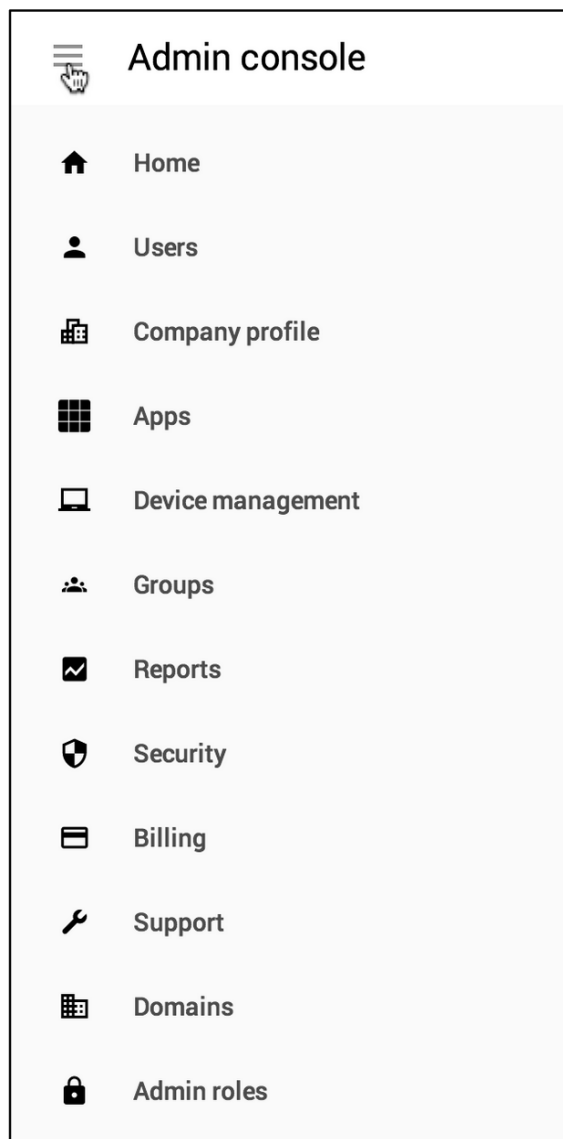 Admin console
Home
Users
Company profile
Apps
Device management
Groups
Reports
Security
Billing
Support
Domains
Admin roles